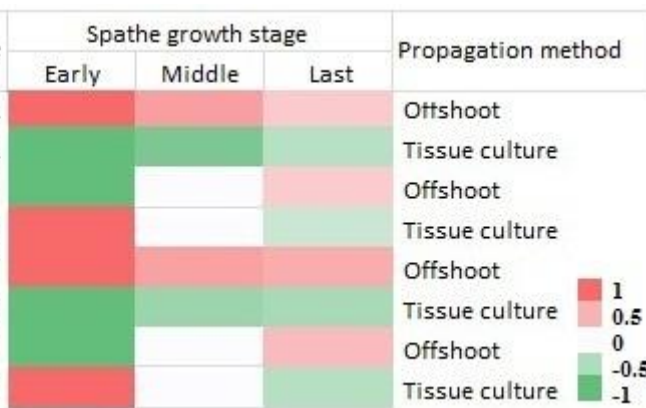 Spathe growth stage
Propagation method
Early Middle Last
Offshoot
Tissue culture
Offshoot
Tissue culture
Offshoot
Tissue culture
Offshoot
Tissue culture
1
0.5
0
-0.5
-1